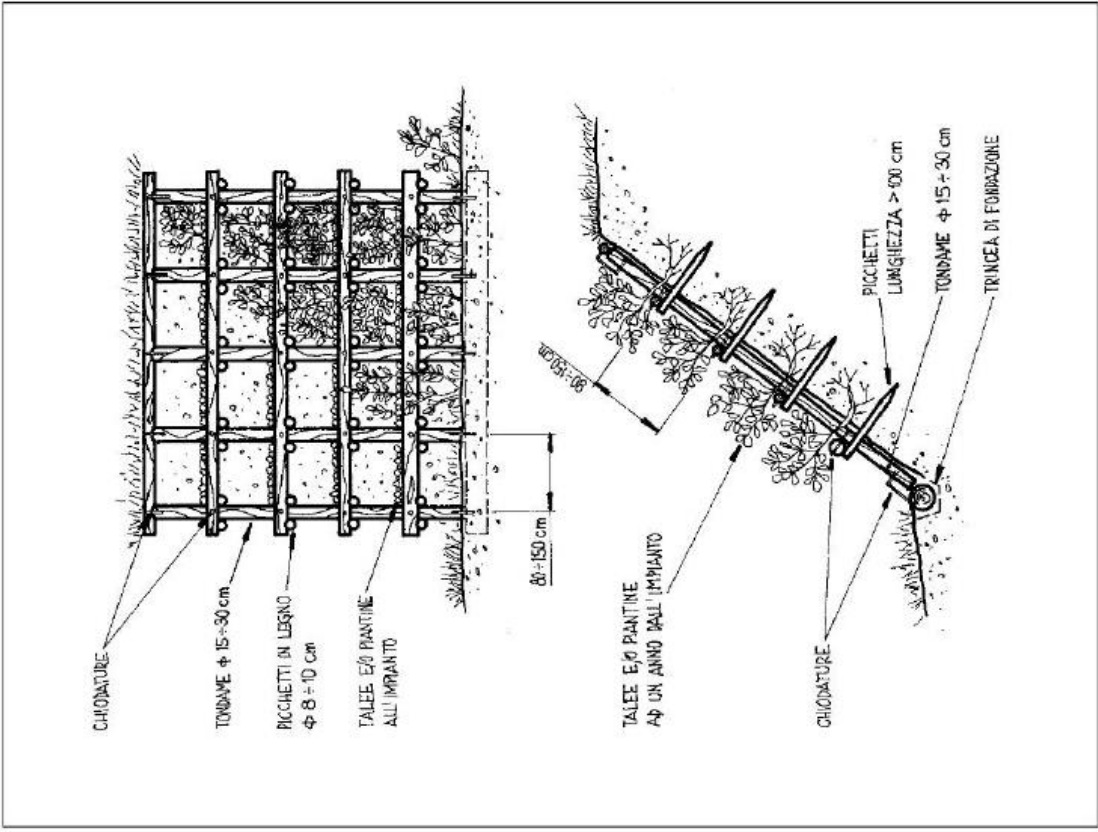 CHIODATURE
TONDAME ϕ 15÷30 cm
PICCHETTI IN LEGNO
ϕ 8÷10 cm
TALEE E/O PIANTINE
ALL'IMPIANTO
80÷150 cm
80÷150 cm
TALEE E/O PIANTINE
AD UN ANNO DALL'IMPIANTO
CHIODATURE
PICCHETTI
LUNGHEZZA >100 cm
TONDAME ϕ 15÷30 cm
TRINCEA DI FONDAZIONE